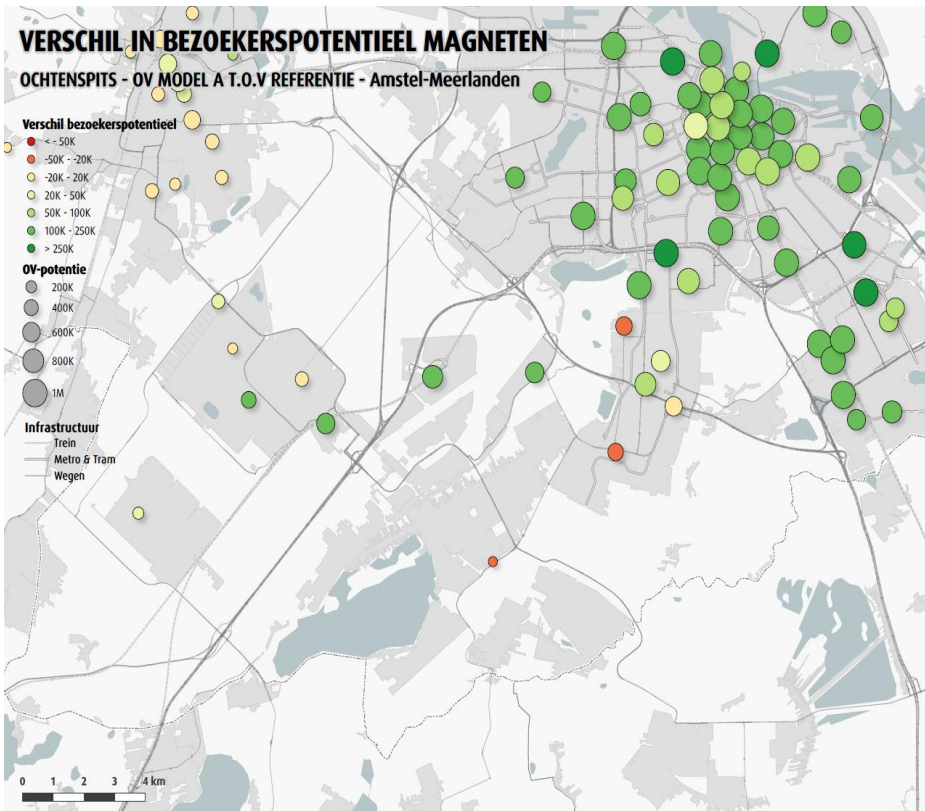 VERSCHIL IN BEZOEKERSPOTENTIEEL MAGNETEN
OCHTENSPITS - OV MODEL A T.O.V REFERENTIE - Amstel-Meerlanden
Verschil bezoekerspotentieel
< - 50K
-50K - -20K
-20K - 20K
20K - 50K
50K - 100K
100K - 250K
> 250K
OV-potentie
200K
400K
600K
800K
1M
Infrastructuur
Trein
Metro & Tram
Wegen
0 1 2 3 4 km